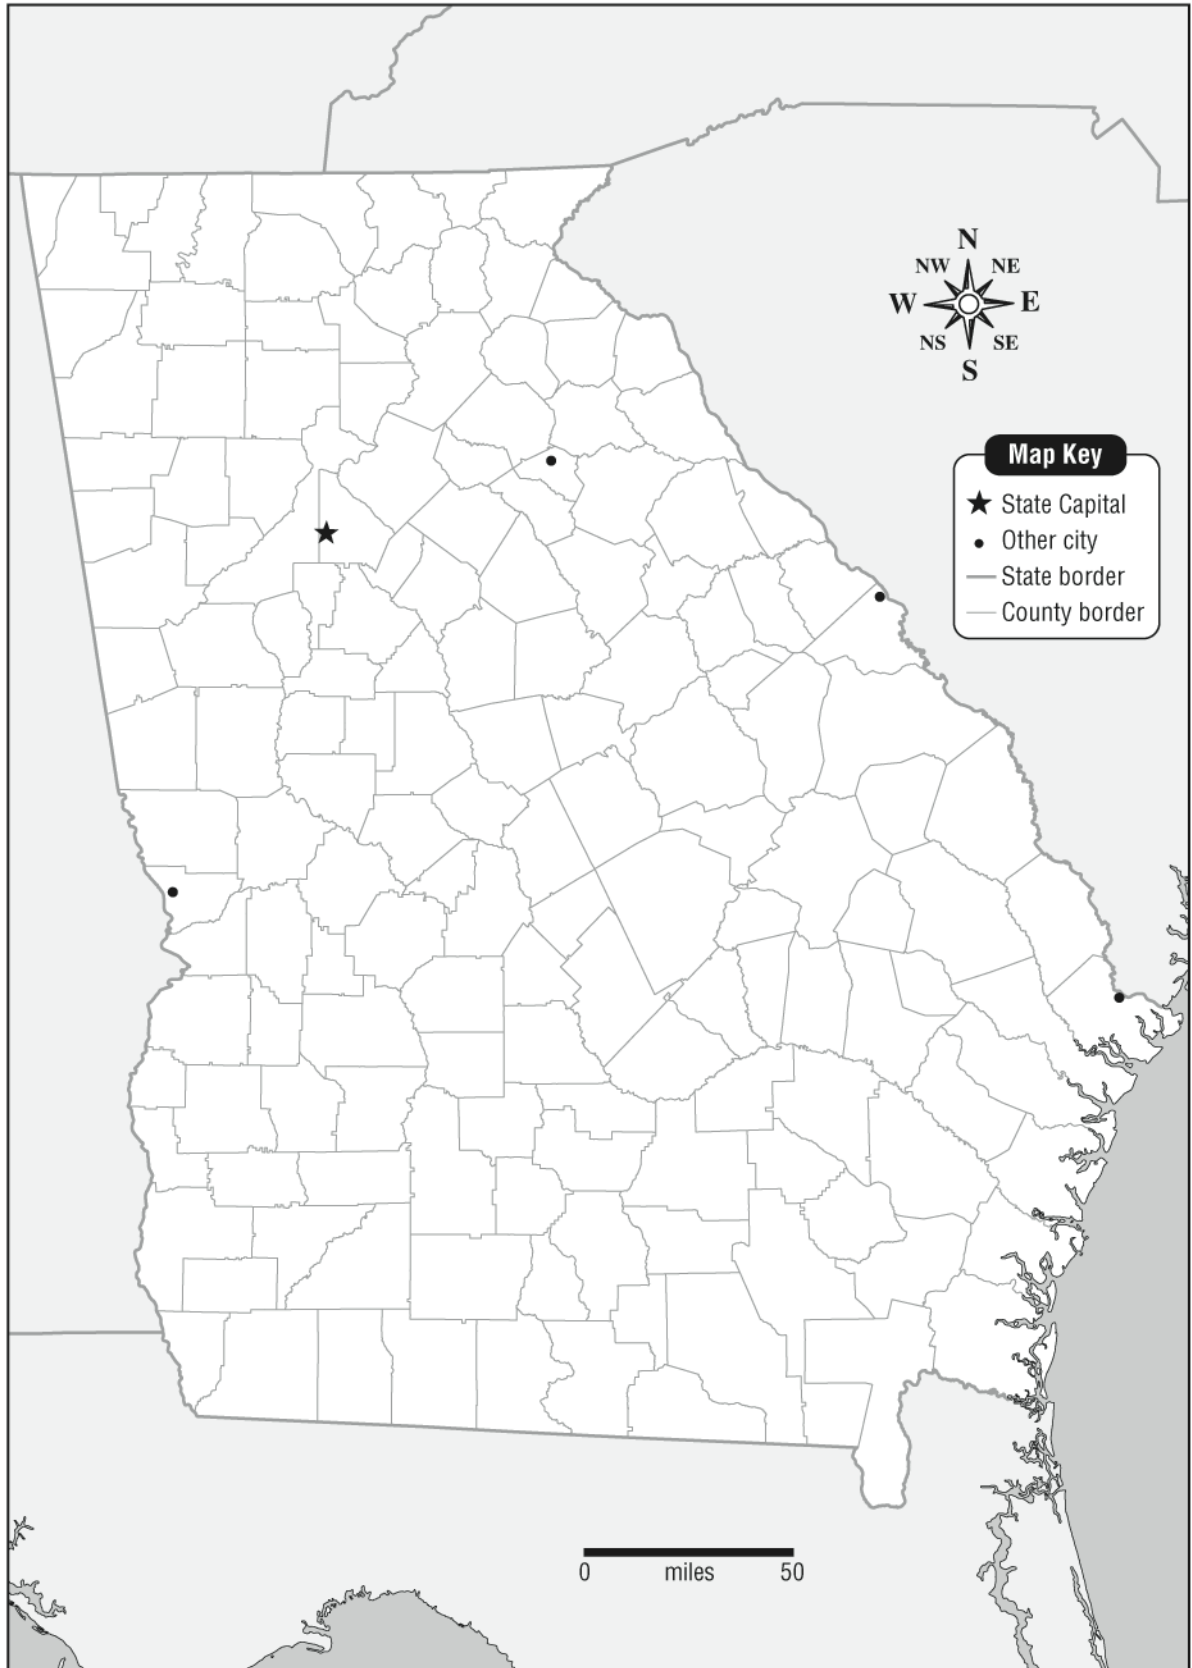 N
NW NE
W E
NS SE
S
Map Key
State Capital
Other city
State border
County border
0 miles 50